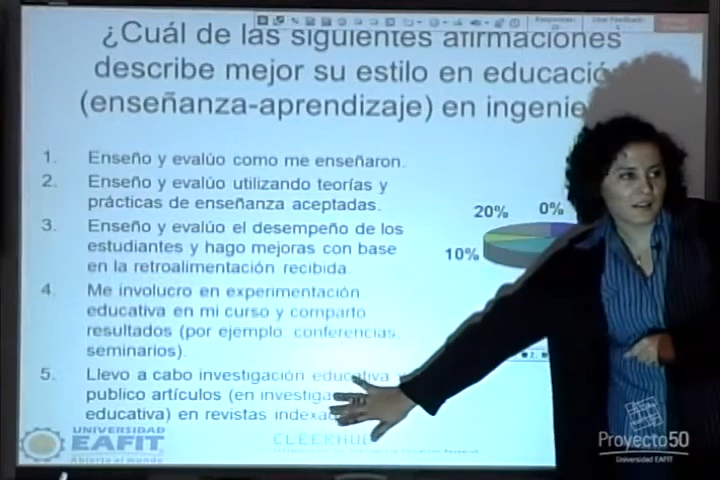 ¿Cuál de las siguientes afirmaciones
describe mejor su estilo en educació
(enseñanza-aprendizaje) en ingenie
1. Enseño y evalúo como me enseñaron.
2. Enseño y evalúo utilizando teorías y
prácticas de enseñanza aceptadas.
3. Enseño y evalúo el desempeño de los
estudiantes y hago mejoras con base
en la retroalimentación recibida.
4. Me involucro en experimentación
educativa en mi curso y comparto
resultados (por ejemplo: conferencias,
seminarios).
5. Llevo a cabo investigación educativa y
publico artículos (en investiga
educativa) en revistas indexa
20% 0%
10%
UNIVERSIDAD
EAFIT
Abierta al mundo
CLEERHU
Proyecto50
Universidad EAFIT